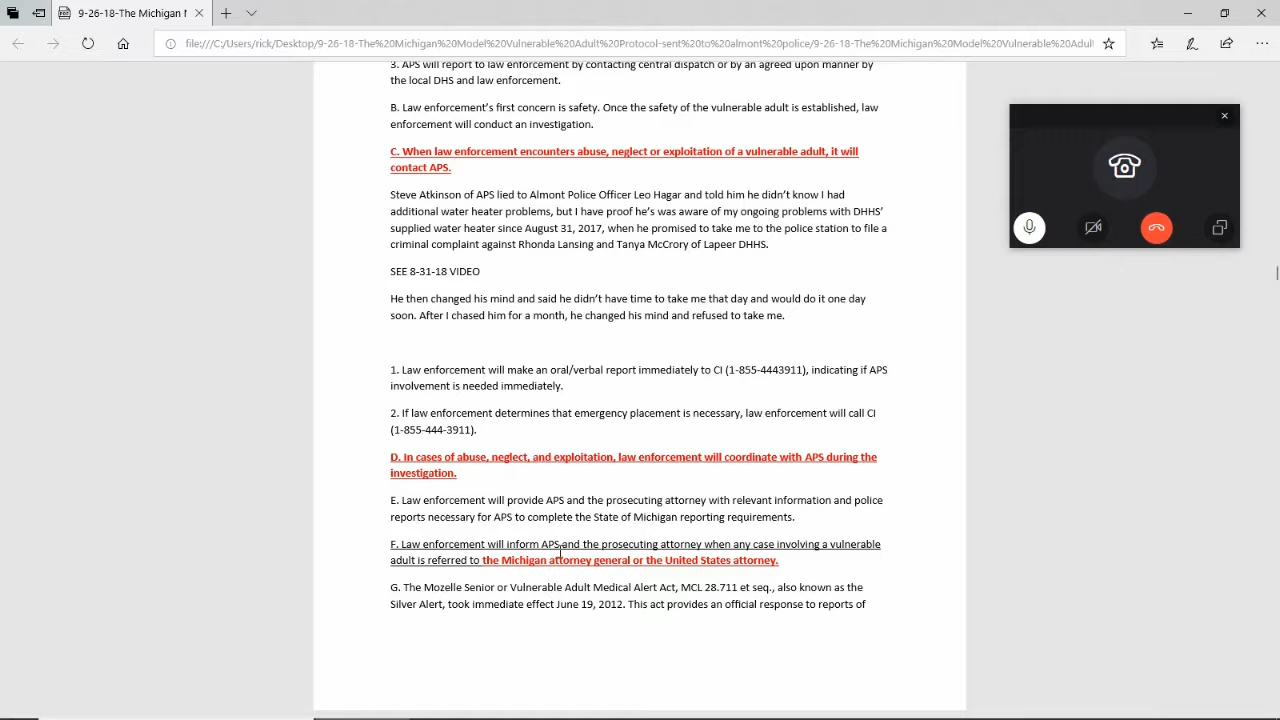 9-26-18-The Michigan M
file:///C:/Users/rick/Desktop/9-26-18-The%20Michigan%20Model%20Vulnerable%20Adult%20Protocol-sent%20to%20almont%20police/9-26-18-The%20Michigan%20Model%20Vulnerable%20Adult
3. APS will report to law enforcement by contacting central dispatch or by an agreed upon manner by
the local DHS and law enforcement.
B. Law enforcement's first concern is safety. Once the safety of the vulnerable adult is established, law
enforcement will conduct an investigation.
C. When law enforcement encounters abuse, neglect or exploitation of a vulnerable adult, it will
contact APS.
Steve Atkinson of APS lied to Almont Police Officer Leo Hagar and told him he didn't know I had
additional water heater problems, but I have proof he's was aware of my ongoing problems with DHHS'
supplied water heater since August 31, 2017, when he promised to take me to the police station to file a
criminal complaint against Rhonda Lansing and Tanya McCrory of Lapeer DHHS.
SEE 8-31-18 VIDEO
He then changed his mind and said he didn't have time to take me that day and would do it one day
soon. After I chased him for a month, he changed his mind and refused to take me.
1. Law enforcement will make an oral/verbal report immediately to CI (1-855-4443911), indicating if APS
involvement is needed immediately.
2. If law enforcement determines that emergency placement is necessary, law enforcement will call CI
(1-855-444-3911).
D. In cases of abuse, neglect, and exploitation, law enforcement will coordinate with APS during the
investigation.
E. Law enforcement will provide APS and the prosecuting attorney with relevant information and police
reports necessary for APS to complete the State of Michigan reporting requirements.
F. Law enforcement will inform APS and the prosecuting attorney when any case involving a vulnerable
adult is referred to the Michigan attorney general or the United States attorney.
G. The Mozelle Senior or Vulnerable Adult Medical Alert Act, MCL 28.711 et seq., also known as the
Silver Alert, took immediate effect June 19, 2012. This act provides an official response to reports of